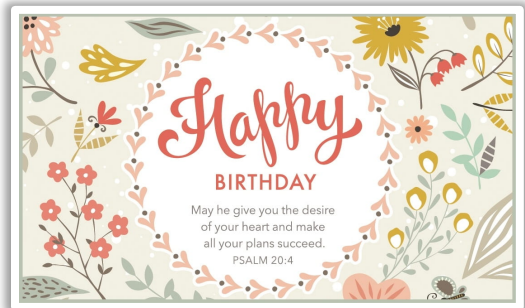 Happy
BIRTHDAY
May he give you the desire
of your heart and make
all your plans succeed.
PSALM 20:4